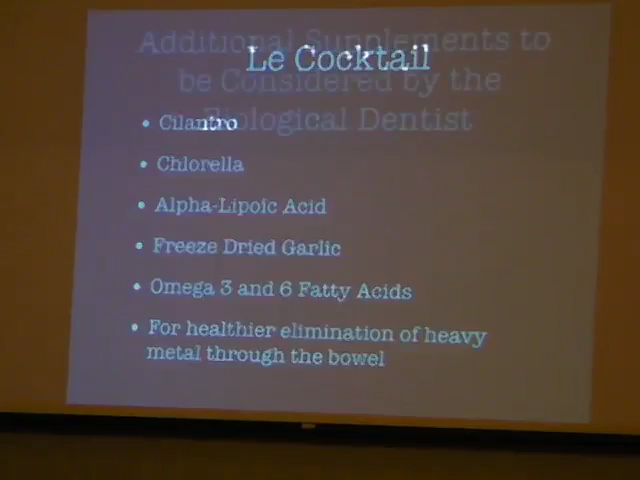 Additional Supplements to
be Considered by the
Biological Dentist
Le Cocktail
• Cilantro
• Chlorella
• Alpha-Lipoic Acid
• Freeze Dried Garlic
• Omega 3 and 6 Fatty Acids
• For healthier elimination of heavy
metal through the bowel